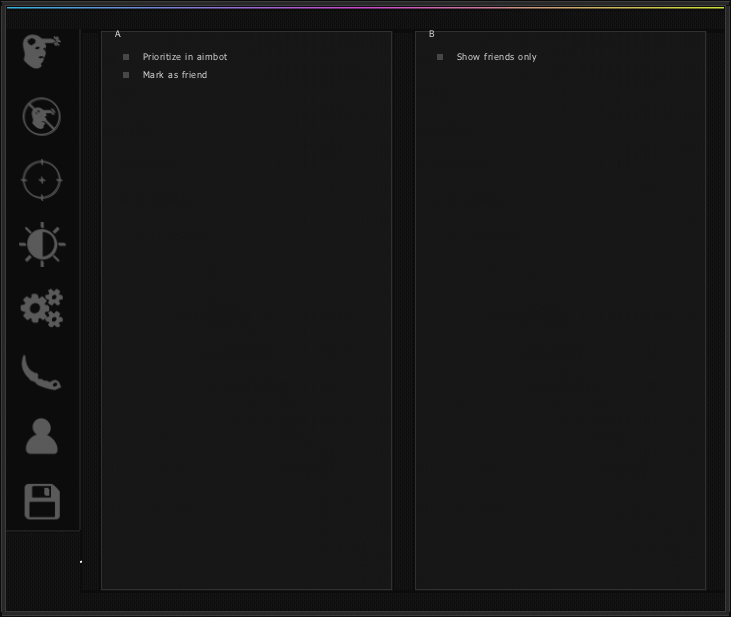 A
Prioritize in aimbot
Mark as friend
B
Show friends only